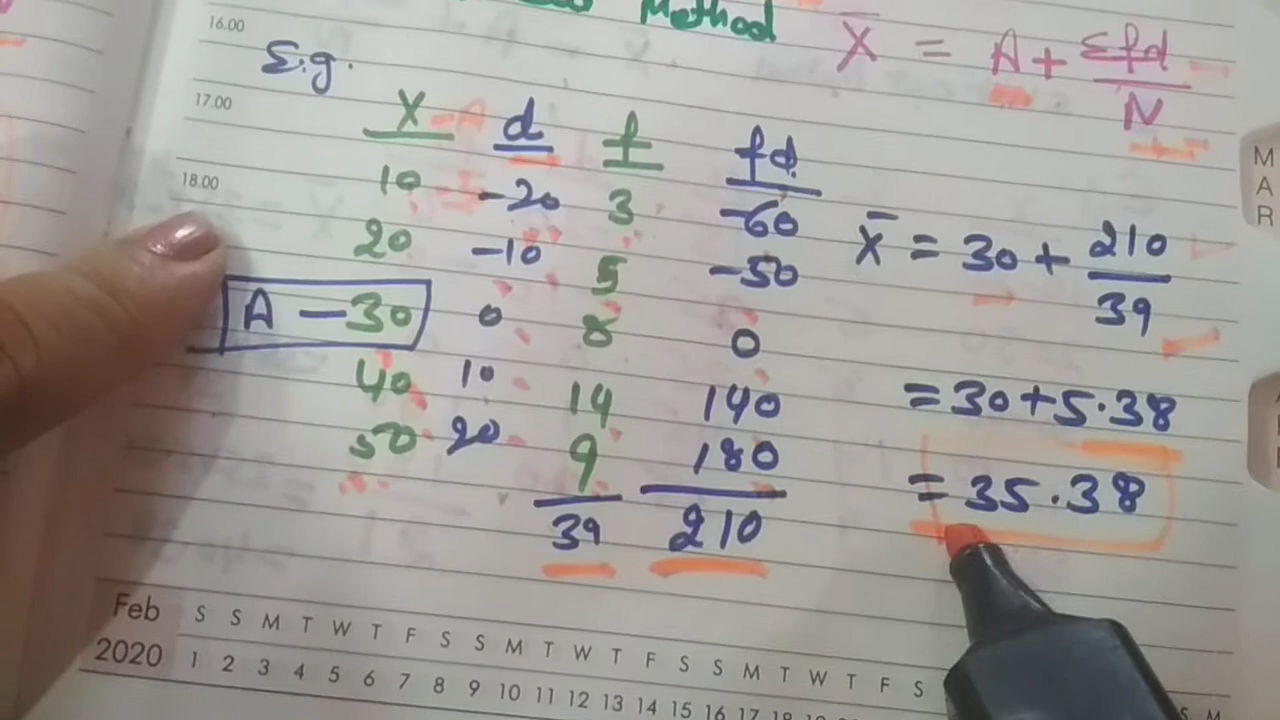 Method
X̄ = A + Σfd / N
16.00
E.g.
17.00
X - A d f fd
18.00
10 -20 3 -60
20 -10 5 -50
A - 30 0 8 0
40 10 14 140
50 20 9 180
39 210
X̄ = 30 + 210 / 39
= 30 + 5.38
= 35.38
MAR
Feb S S M T W T F S S M T W T F S S M T W T F S S M
2020 1 2 3 4 5 6 7 8 9 10 11 12 13 14 15 16 17